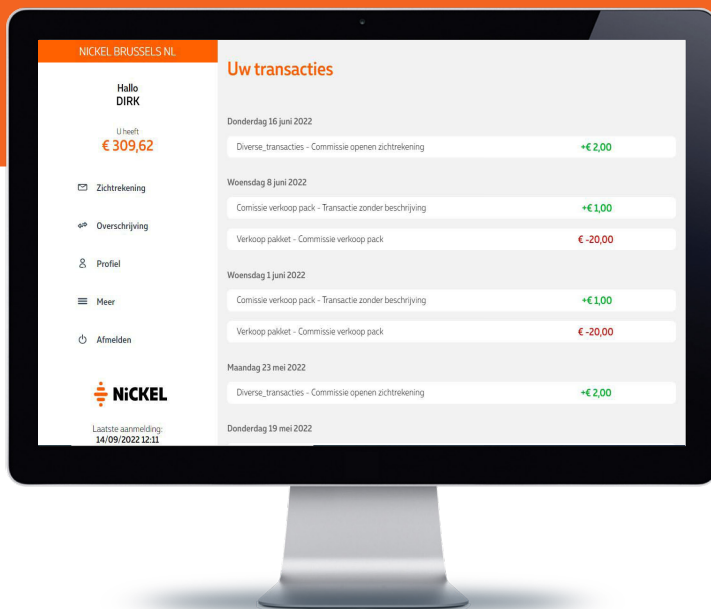 NICKEL BRUSSELS NL
Hallo
DIRK
U heeft
€ 309,62
Zichtrekening
Overschrijving
Profiel
Meer
Afmelden
NiCKEL
Laatste aanmelding:
14/09/2022 12:11
Uw transacties
Donderdag 16 juni 2022
Diverse_transacties - Commissie openen zichtrekening +€ 2,00
Woensdag 8 juni 2022
Comissie verkoop pack - Transactie zonder beschrijving +€ 1,00
Verkoop pakket - Commissie verkoop pack € -20,00
Woensdag 1 juni 2022
Comissie verkoop pack - Transactie zonder beschrijving +€ 1,00
Verkoop pakket - Commissie verkoop pack € -20,00
Maandag 23 mei 2022
Diverse_transacties - Commissie openen zichtrekening +€ 2,00
Donderdag 19 mei 2022